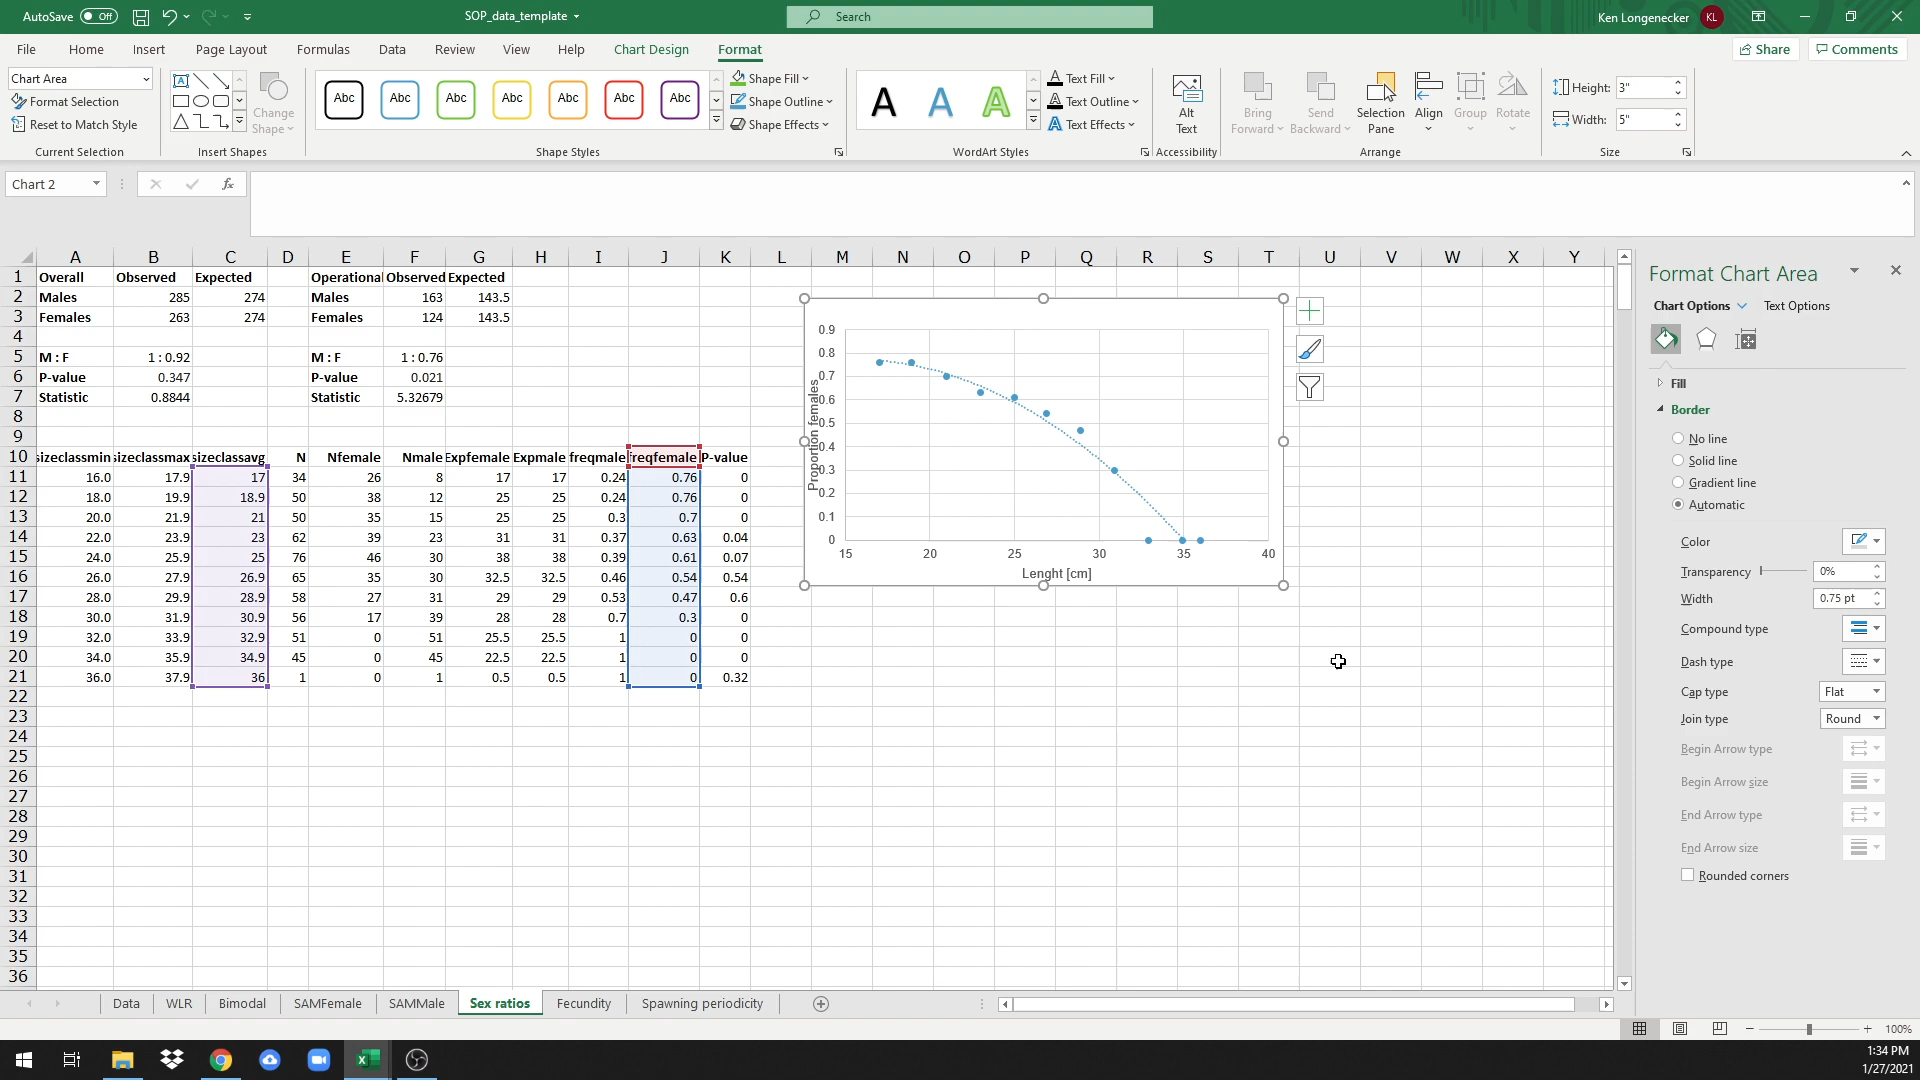 AutoSave Off SOP_data_template Search Ken Longenecker KL
File Home Insert Page Layout Formulas Data Review View Help Chart Design Format Share Comments
Chart Area
Format Selection
Reset to Match Style
Current Selection
Change
Shape
Insert Shapes
Abc Abc Abc Abc Abc Abc Abc
Shape Fill
Shape Outline
Shape Effects
Shape Styles
A A A
Text Fill
Text Outline
Text Effects
WordArt Styles
Alt
Text
Accessibility
Bring
Forward
Send
Backward
Selection
Pane
Align
Group
Rotate
Arrange
Height: 3"
Width: 5"
Size
Chart 2 fx
A B C D E F G H I J K L M N O P Q R S T U V W X Y
1 Overall Observed Expected Operational Observed Expected
2 Males 285 274 Males 163 143.5
3 Females 263 274 Females 124 143.5
4
5 M : F 1 : 0.92 M : F 1 : 0.76
6 P-value 0.347 P-value 0.021
7 Statistic 0.8844 Statistic 5.32679
8
9
10 sizeclassmin sizeclassmax sizeclassavg N Nfemale Nmale Expfemale Expmale freqmale freqfemale P-value
11 16.0 17.9 17 34 26 8 17 17 0.24 0.76 0
12 18.0 19.9 18.9 50 38 12 25 25 0.24 0.76 0
13 20.0 21.9 21 50 35 15 25 25 0.3 0.7 0
14 22.0 23.9 23 62 39 23 31 31 0.37 0.63 0.04
15 24.0 25.9 25 76 46 30 38 38 0.39 0.61 0.07
16 26.0 27.9 26.9 65 35 30 32.5 32.5 0.46 0.54 0.54
17 28.0 29.9 28.9 58 27 31 29 29 0.53 0.47 0.6
18 30.0 31.9 30.9 56 17 39 28 28 0.7 0.3 0
19 32.0 33.9 32.9 51 0 51 25.5 25.5 1 0 0
20 34.0 35.9 34.9 45 0 45 22.5 22.5 1 0 0
21 36.0 37.9 36 1 0 1 0.5 0.5 1 0 0.32
22
23
24
25
26
27
28
29
30
31
32
33
34
35
36
Proportion females
0.9
0.8
0.7
0.6
0.5
0.4
0.3
0.2
0.1
0
15 20 25 30 35 40
Lenght [cm]
Format Chart Area
Chart Options Text Options
Fill
Border
No line
Solid line
Gradient line
Automatic
Color
Transparency 0%
Width 0.75 pt
Compound type
Dash type
Cap type Flat
Join type Round
Begin Arrow type
Begin Arrow size
End Arrow type
End Arrow size
Rounded corners
Data WLR Bimodal SAMFemale SAMMale Sex ratios Fecundity Spawning periodicity
100%
1:34 PM
1/27/2021